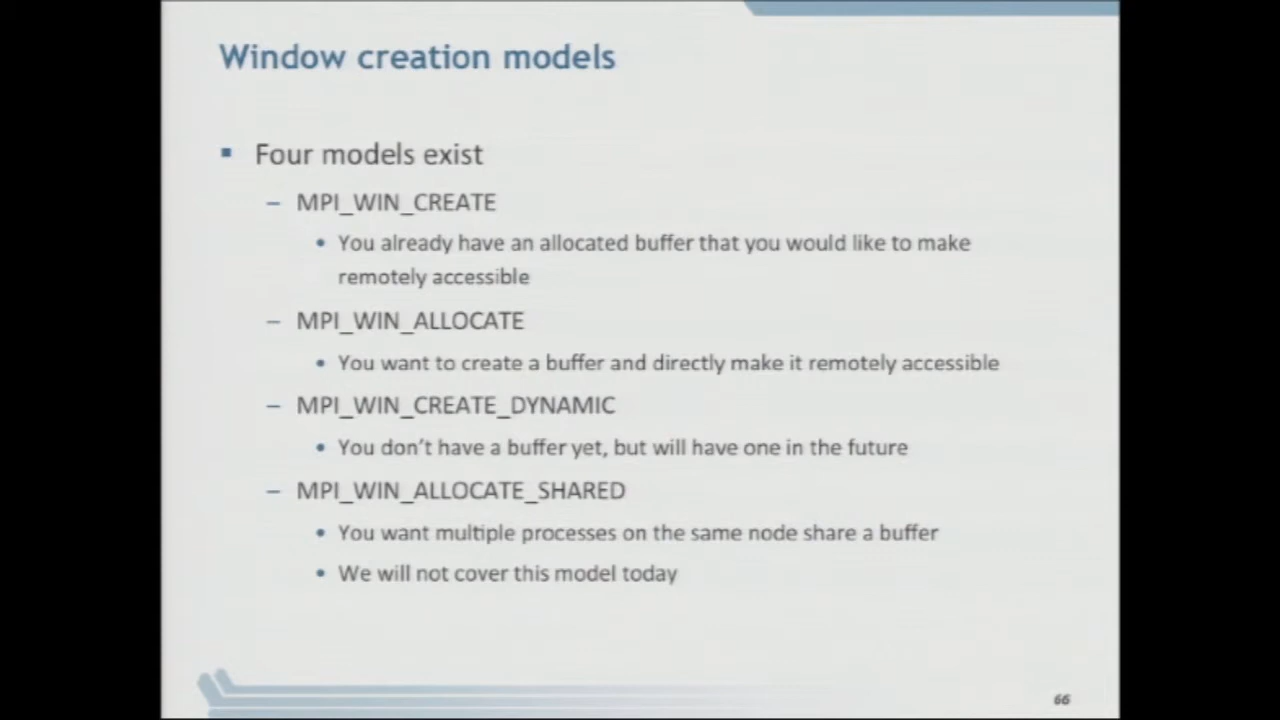 Window creation models
▪ Four models exist
– MPI_WIN_CREATE
• You already have an allocated buffer that you would like to make
remotely accessible
– MPI_WIN_ALLOCATE
• You want to create a buffer and directly make it remotely accessible
– MPI_WIN_CREATE_DYNAMIC
• You don't have a buffer yet, but will have one in the future
– MPI_WIN_ALLOCATE_SHARED
• You want multiple processes on the same node share a buffer
• We will not cover this model today
66